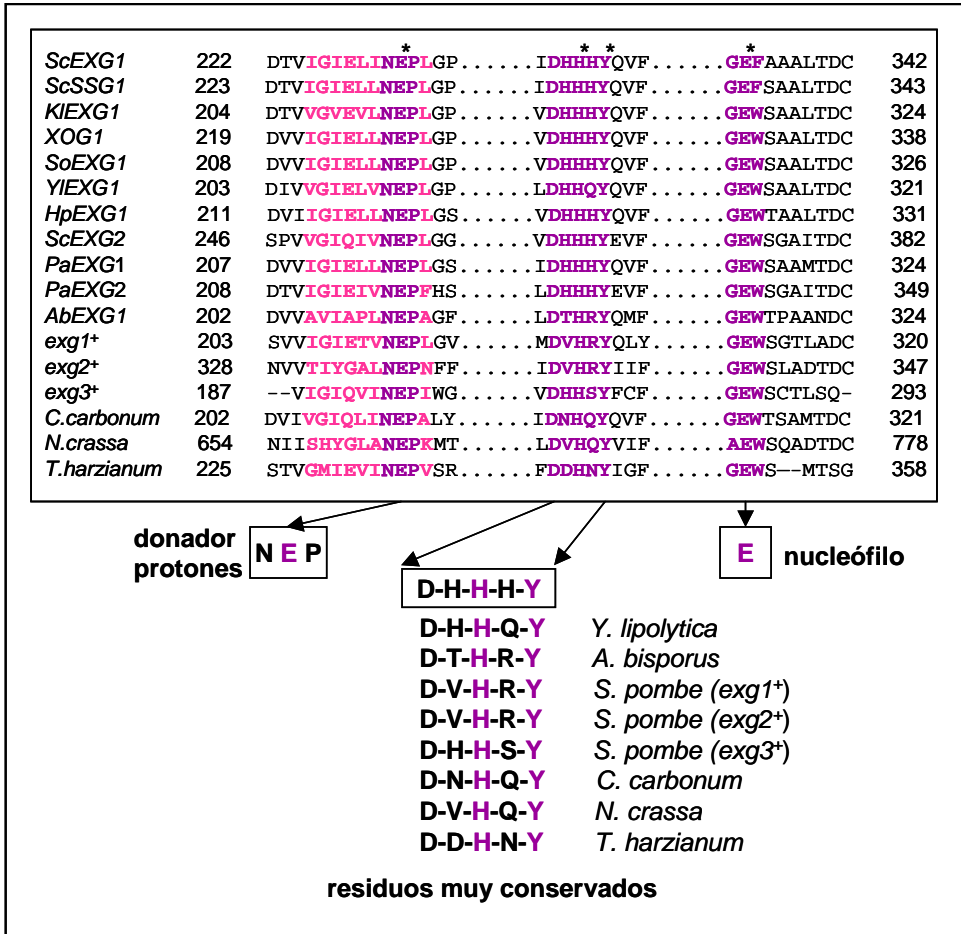 * * * *
ScEXG1 222 DTVIGIELINEPLGP......IDHHHYQVF......GEFAAALTDC 342
ScSSG1 223 DTVIGIELLNEPLGP......IDHHHYQVF......GEFSAALTDC 343
KlEXG1 204 DTVVGVEVLNEPLGP......VDHHHYQVF......GEWSAALTDC 324
XOG1 219 DVVIGIELLNEPLGP......VDHHHYQVF......GEWSAALTDC 338
SoEXG1 208 DVVIGIELLNEPLGP......VDHHHYQVF......GEWSAALTDC 326
YlEXG1 203 DIVVGIELVNEPLGP......LDHHQYQVF......GEWSAALTDC 321
HpEXG1 211 DVIIGIELLNEPLGS......VDHHHYQVF......GEWTAALTDC 331
ScEXG2 246 SPVVGIQIVNEPLGG......VDHHHYEVF......GEWSGAITDC 382
PaEXG1 207 DVVIGIELLNEPLGS......IDHHHYQVF......GEWSAAMTDC 324
PaEXG2 208 DTVIGIEIVNEPFHS......LDHHHYEVF......GEWSGAITDC 349
AbEXG1 202 DVVAVIAPLNEPAGF......LDTHRYQMF......GEWTPAANDC 324
exg1+ 203 SVVIGIETVNEPLGV......MDVHRYQLY......GEWSGTLADC 320
exg2+ 328 NVVTIYGALNEPNFF......IDVHRYIIF......GEWSLADTDC 347
exg3+ 187 --VIGIQVINEPIWG......VDHHSYFCF......GEWSCTLSQ- 293
C.carbonum 202 DVIVGIQLINEPALY......IDNHQYVVF......GEWTSAMTDC 321
N.crassa 654 NIISHYGLANEPKMT......LDVHQYVIF......AEWSQADTDC 778
T.harzianum 225 STVGMIEVINEPVSR......FDDHNYIGF......GEWS--MTSG 358
donador
protones
N E P
E
nucleófilo
D-H-H-H-Y
D-H-H-Q-Y Y. lipolytica
D-T-H-R-Y A. bisporus
D-V-H-R-Y S. pombe (exg1+)
D-V-H-R-Y S. pombe (exg2+)
D-H-H-S-Y S. pombe (exg3+)
D-N-H-Q-Y C. carbonum
D-V-H-Q-Y N. crassa
D-D-H-N-Y T. harzianum
residuos muy conservados